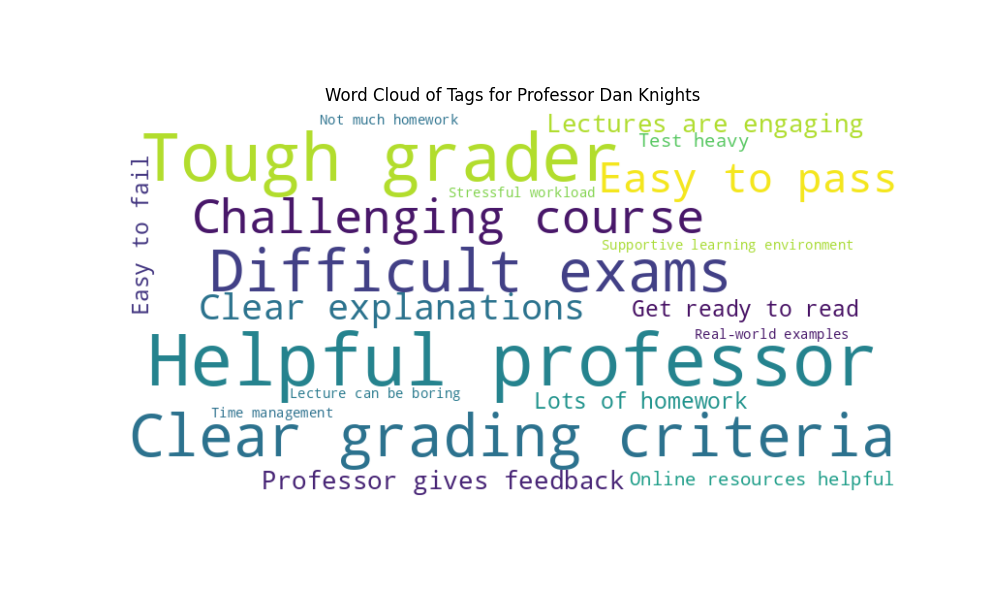 Word Cloud of Tags for Professor Dan Knights
Not much homework
Lectures are engaging
Test heavy
Tough grader
Easy to pass
Stressful workload
Easy to fail
Challenging course
Supportive learning environment
Difficult exams
Clear explanations
Get ready to read
Real-world examples
Helpful professor
Lecture can be boring
Lots of homework
Time management
Clear grading criteria
Professor gives feedback
Online resources helpful